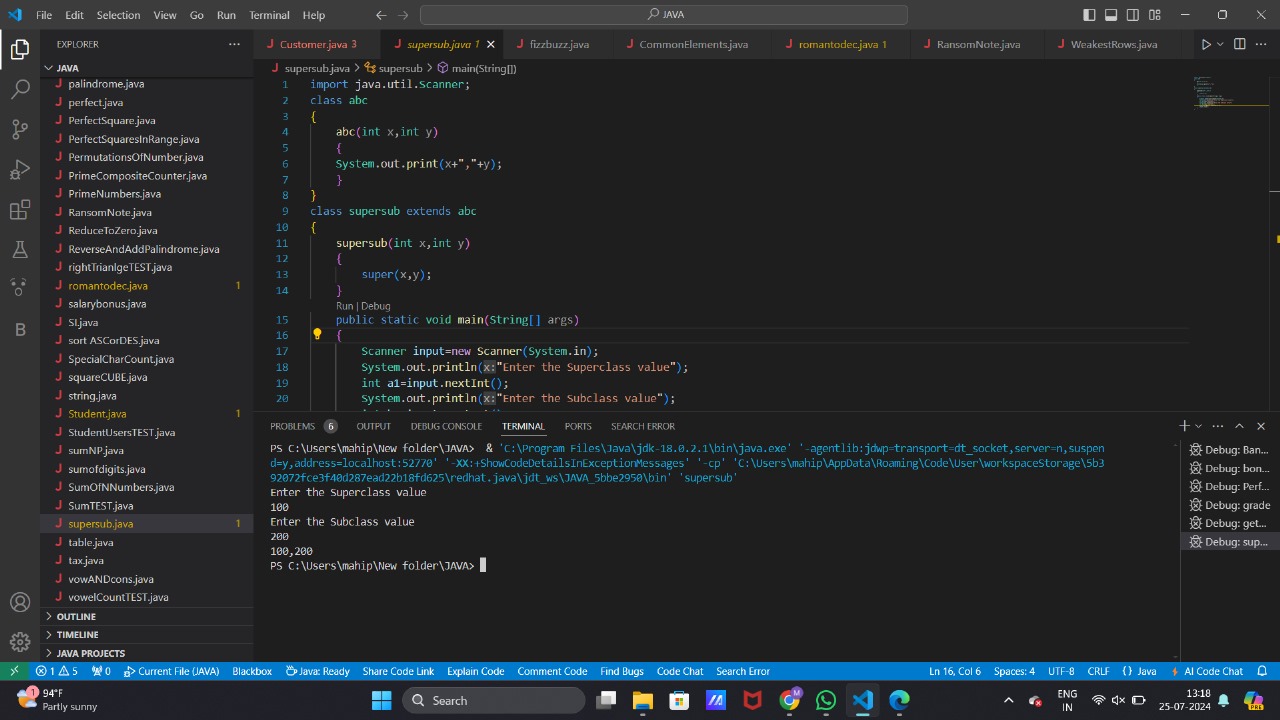 File Edit Selection View Go Run Terminal Help
JAVA
EXPLORER
JAVA
palindrome.java
perfect.java
PerfectSquare.java
PerfectSquaresInRange.java
PermutationsOfNumber.java
PrimeCompositeCounter.java
PrimeNumbers.java
RansomNote.java
ReduceToZero.java
ReverseAndAddPalindrome.java
rightTrianlgeTEST.java
romantodec.java 1
salarybonus.java
SI.java
sort ASCorDES.java
SpecialCharCount.java
squareCUBE.java
string.java
Student.java 1
StudentUsersTEST.java
sumNP.java
sumofdigits.java
SumOfNNumbers.java
SumTEST.java
supersub.java 1
table.java
tax.java
vowANDcons.java
vowelCountTEST.java
OUTLINE
TIMELINE
JAVA PROJECTS
Customer.java 3 supersub.java 1 fizzbuzz.java CommonElements.java romantodec.java 1 RansomNote.java WeakestRows.java
supersub.java > supersub > main(String[])
1 import java.util.Scanner;
2 class abc
3 {
4 abc(int x,int y)
5 {
6 System.out.print(x+","+y);
7 }
8 }
9 class supersub extends abc
10 {
11 supersub(int x,int y)
12 {
13 super(x,y);
14 }
Run | Debug
15 public static void main(String[] args)
16 {
17 Scanner input=new Scanner(System.in);
18 System.out.println(x:"Enter the Superclass value");
19 int a1=input.nextInt();
20 System.out.println(x:"Enter the Subclass value");
PROBLEMS 6 OUTPUT DEBUG CONSOLE TERMINAL PORTS SEARCH ERROR
PS C:\Users\mahip\New folder\JAVA> & 'C:\Program Files\Java\jdk-18.0.2.1\bin\java.exe' '-agentlib:jdwp=transport=dt_socket,server=n,suspen
d=y,address=localhost:52770' '-XX:+ShowCodeDetailsInExceptionMessages' '-cp' 'C:\Users\mahip\AppData\Roaming\Code\User\workspaceStorage\5b3
92072fce3f40d287ead22b18fd625\redhat.java\jdt_ws\JAVA_5bbe2950\bin' 'supersub'
Enter the Superclass value
100
Enter the Subclass value
200
100,200
PS C:\Users\mahip\New folder\JAVA>
Debug: Ban...
Debug: bon...
Debug: Perf...
Debug: grade
Debug: get...
Debug: sup...
1 5 0 Current File (JAVA) Blackbox Java: Ready Share Code Link Explain Code Comment Code Find Bugs Code Chat Search Error Ln 16, Col 6 Spaces: 4 UTF-8 CRLF {} Java AI Code Chat
1
94°F
Partly sunny
Search
M
ENG
IN
13:18
25-07-2024
PRE